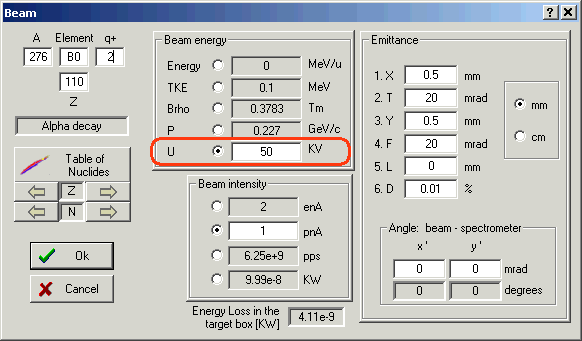 Beam
A Element q+
276 B0 2
110
Z
Alpha decay
Table of
Nuclides
Z
N
Ok
Cancel
Beam energy
Energy 0 MeV/u
TKE 0.1 MeV
Brho 0.3783 Tm
P 0.227 GeV/c
U 50 KV
Beam intensity
2 enA
1 pnA
6.25e+9 pps
9.99e-8 KW
Energy Loss in the
target box [KW] 4.11e-9
Emittance
1. X 0.5 mm
2. T 20 mrad
3. Y 0.5 mm
4. F 20 mrad
5. L 0 mm
6. D 0.01 %
mm
cm
Angle: beam - spectrometer
x ' y '
0 0 mrad
0 0 degrees